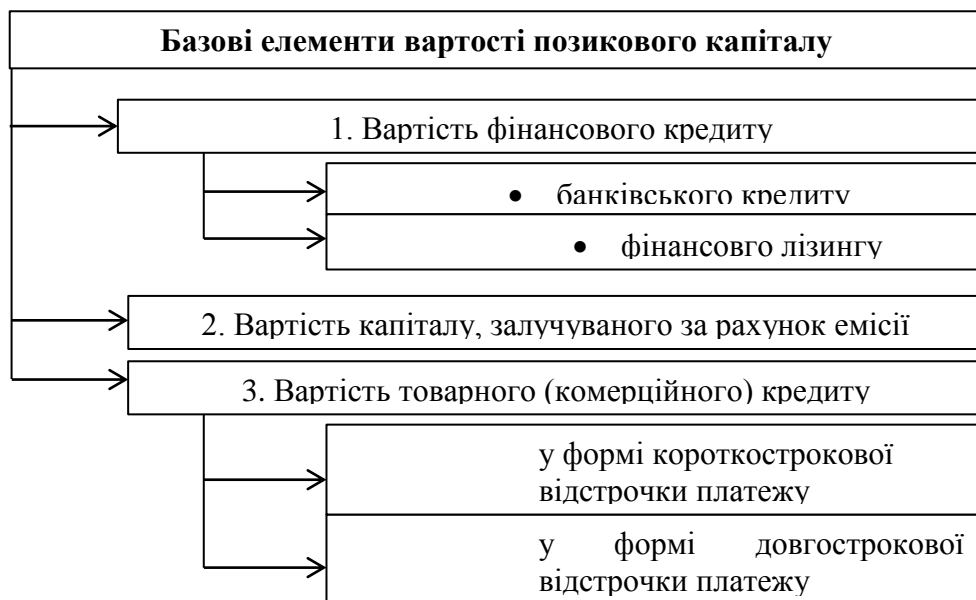 Базові елементи вартості позикового капіталу
1. Вартість фінансового кредиту
• банківського кредиту
• фінансовго лізингу
2. Вартість капіталу, залучуваного за рахунок емісії
3. Вартість товарного (комерційного) кредиту
у формі короткострокової
відстрочки платежу
у формі довгострокової
відстрочки платежу